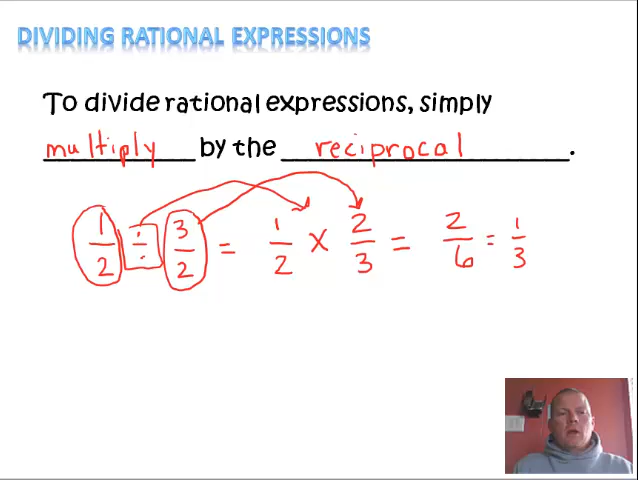 DIVIDING RATIONAL EXPRESSIONS
To divide rational expressions, simply
multiply by the reciprocal.
1/2 ÷ 3/2 = 1/2 × 2/3 = 2/6 = 1/3